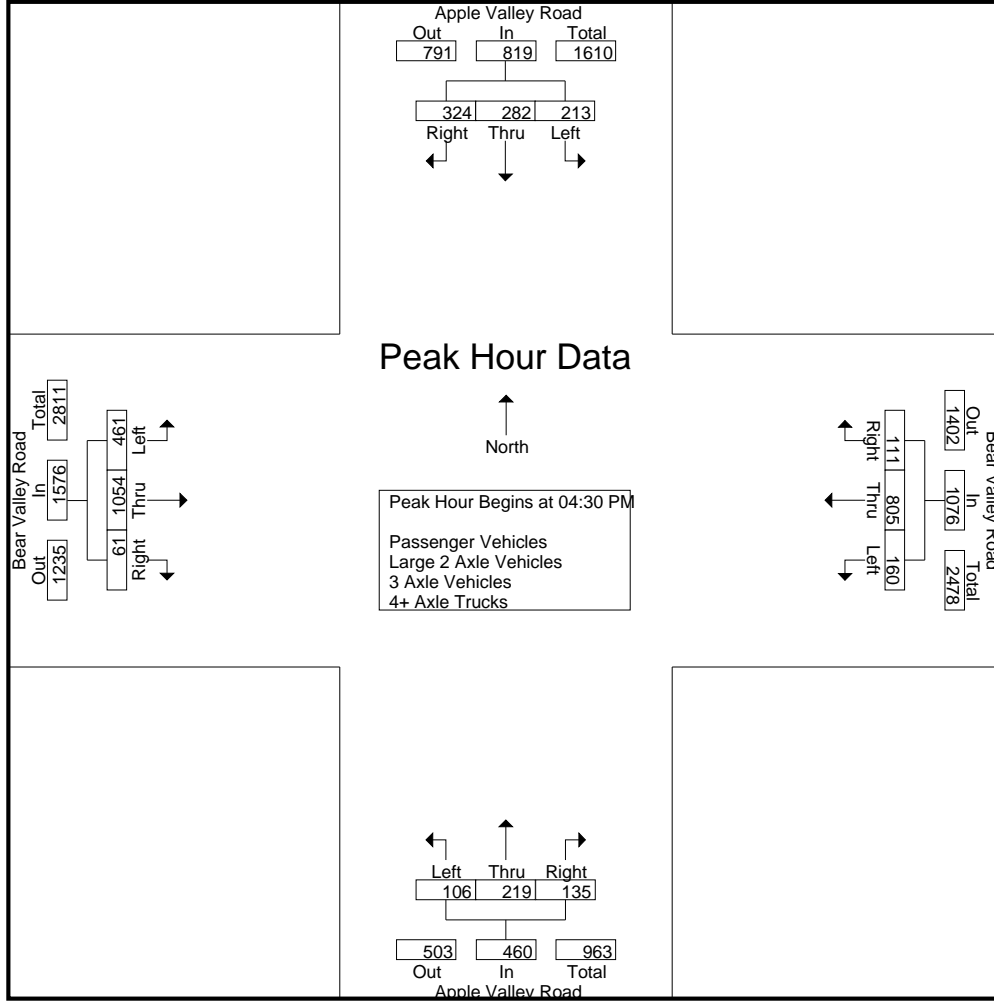 Apple Valley Road
Out In Total
791 819 1610
324 282 213
Right Thru Left
Peak Hour Data
North
Peak Hour Begins at 04:30 PM
Passenger Vehicles
Large 2 Axle Vehicles
3 Axle Vehicles
4+ Axle Trucks
Bear Valley Road
Out In Total
1235 1576 2811
61 1054 461
Right Thru Left
Bear Valley Road
Out In Total
1402 1076 2478
111 805 160
Right Thru Left
Left Thru Right
106 219 135
503 460 963
Out In Total
Apple Valley Road